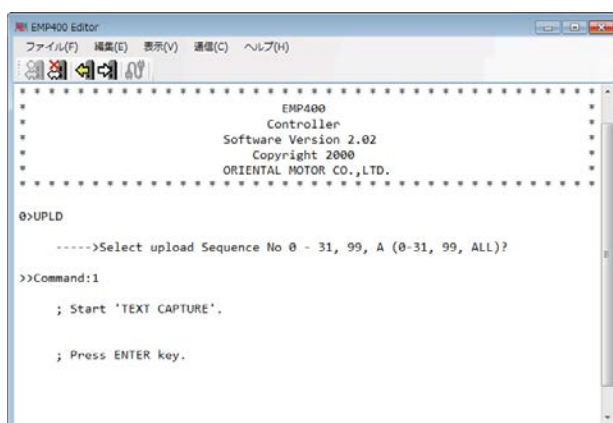 EMP400 Editor
ファイル(F) 編集(E) 表示(V) 通信(C) ヘルプ(H)
* * * * * * * * * * * * * * * * * * * * * * * * * * * * * * * * * * * * * * * *
* EMP400 *
* Controller *
* Software Version 2.02 *
* Copyright 2000 *
* ORIENTAL MOTOR CO.,LTD. *
* * * * * * * * * * * * * * * * * * * * * * * * * * * * * * * * * * * * * * * *
0>UPLD
----->Select upload Sequence No 0 - 31, 99, A (0-31, 99, ALL)?
>>Command:1
; Start 'TEXT CAPTURE'.
; Press ENTER key.